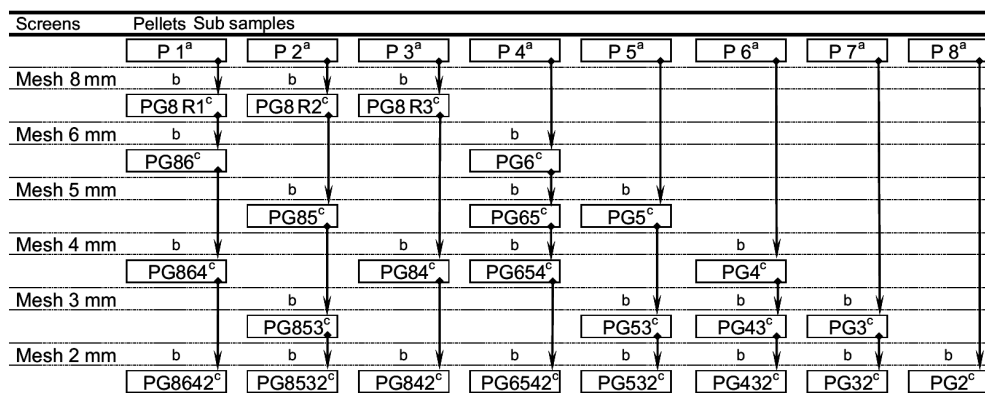 Screens Pellets Sub samples
P 1ᵃ P 2ᵃ P 3ᵃ P 4ᵃ P 5ᵃ P 6ᵃ P 7ᵃ P 8ᵃ
Mesh 8 mm b b b
PG8 R1ᶜ PG8 R2ᶜ PG8 R3ᶜ
Mesh 6 mm b b
PG86ᶜ PG6ᶜ
Mesh 5 mm b b b
PG85ᶜ PG65ᶜ PG5ᶜ
Mesh 4 mm b b b b
PG864ᶜ PG84ᶜ PG654ᶜ PG4ᶜ
Mesh 3 mm b b b b
PG853ᶜ PG53ᶜ PG43ᶜ PG3ᶜ
Mesh 2 mm b b b b b b b b
PG8642ᶜ PG8532ᶜ PG842ᶜ PG6542ᶜ PG532ᶜ PG432ᶜ PG32ᶜ PG2ᶜ